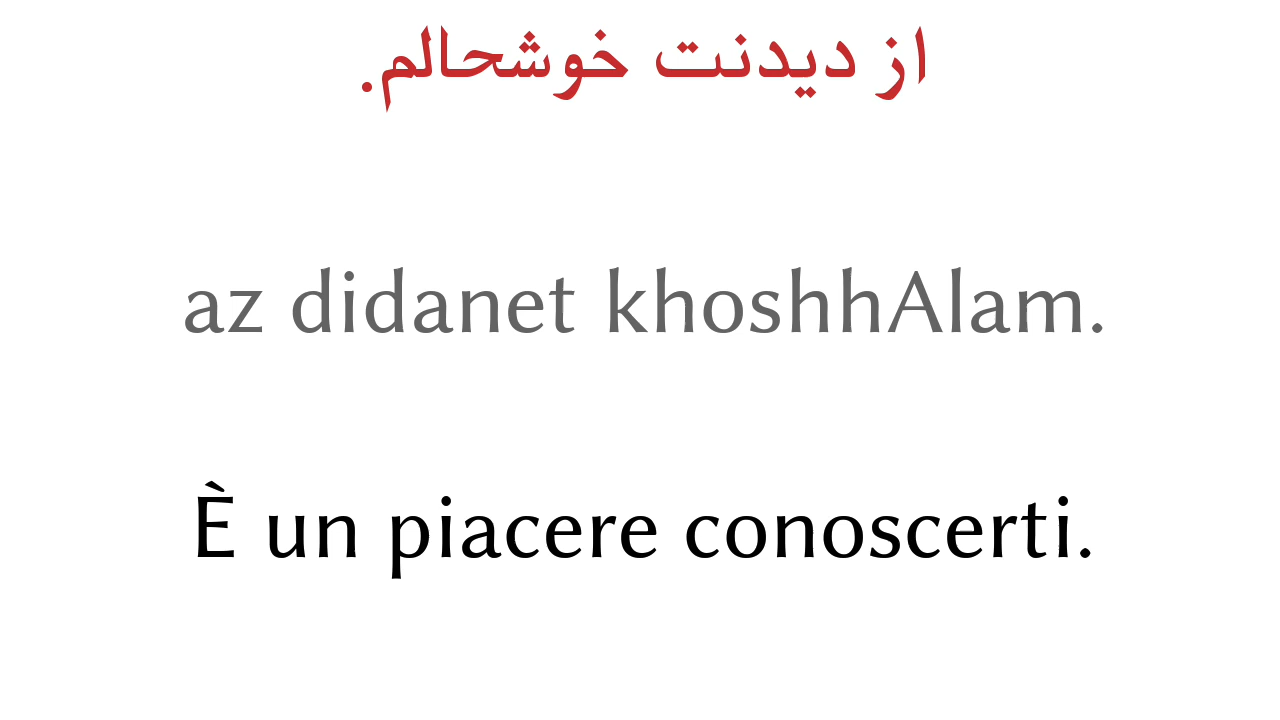 از دیدنت خوشحالم.
az didanet khoshhAlam.
È un piacere conoscerti.